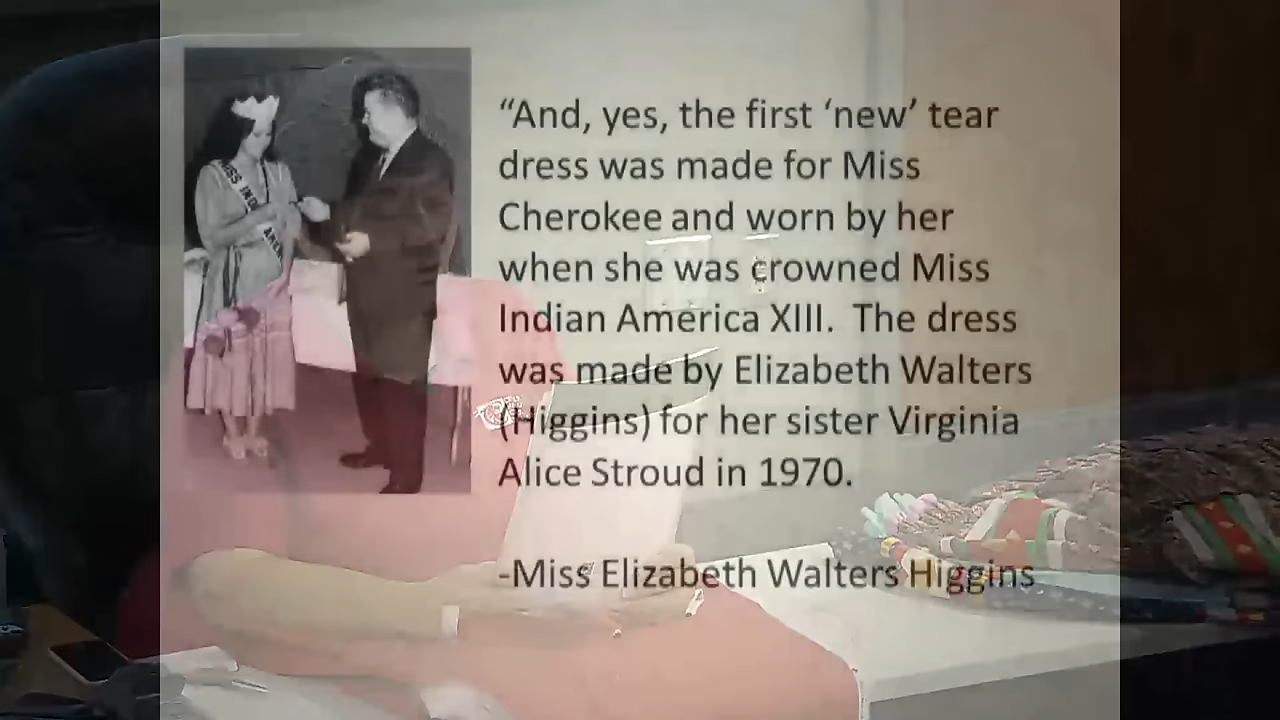 “And, yes, the first ‘new’ tear
dress was made for Miss
Cherokee and worn by her
when she was crowned Miss
Indian America XIII.  The dress
was made by Elizabeth Walters
(Higgins) for her sister Virginia
Alice Stroud in 1970.
-Miss Elizabeth Walters Higgins